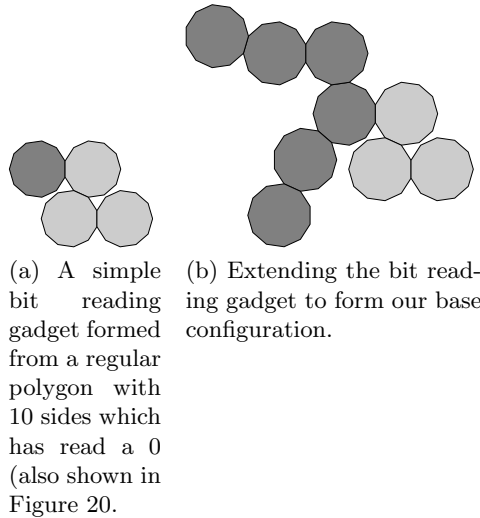 (a) A simple
bit reading
gadget formed
from a regular
polygon with
10 sides which
has read a 0
(also shown in
Figure 20.
(b) Extending the bit read-
ing gadget to form our base
configuration.